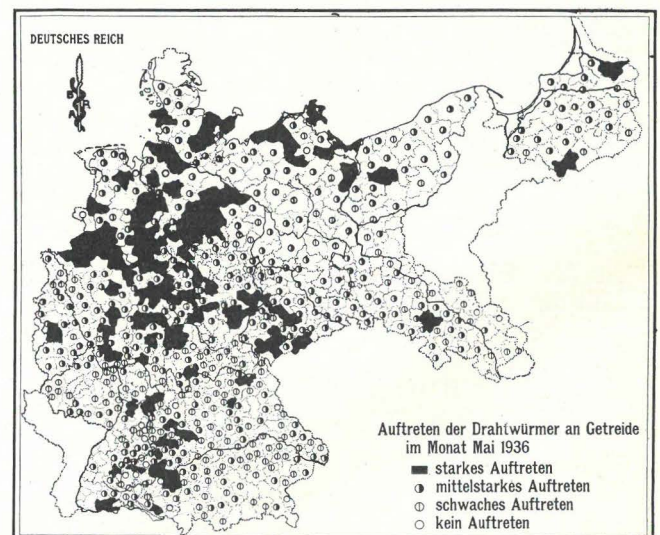 DEUTSCHES REICH
Auftreten der Drahtwürmer an Getreide
im Monat Mai 1936
starkes Auftreten
mittelstarkes Auftreten
schwaches Auftreten
kein Auftreten